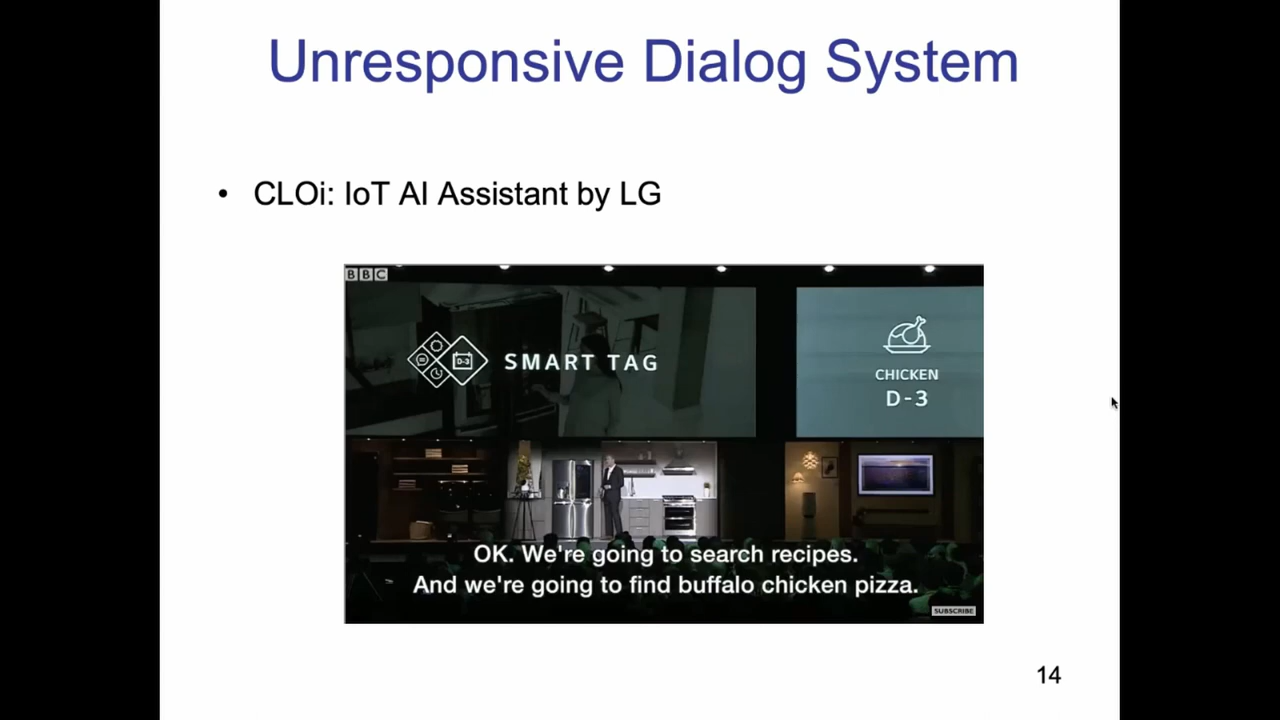 Unresponsive Dialog System
• CLOi: IoT AI Assistant by LG
BBC
D-3
SMART TAG
CHICKEN
D-3
OK. We're going to search recipes.
And we're going to find buffalo chicken pizza.
SUBSCRIBE
14